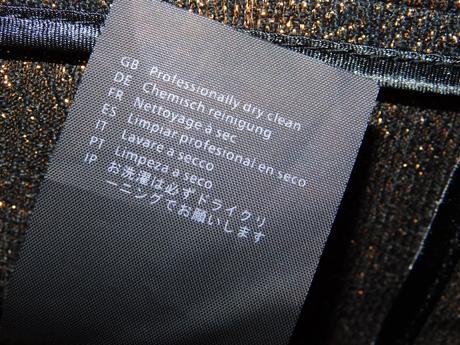 GB Professionally dry clean
DE Chemisch reinigung
FR Nettoyage a sec
ES Limpiar profesional en seco
IT Lavare a secco
PT Limpeza a seco
IP お洗濯は必ずドライクリ
ーニングでお願いします